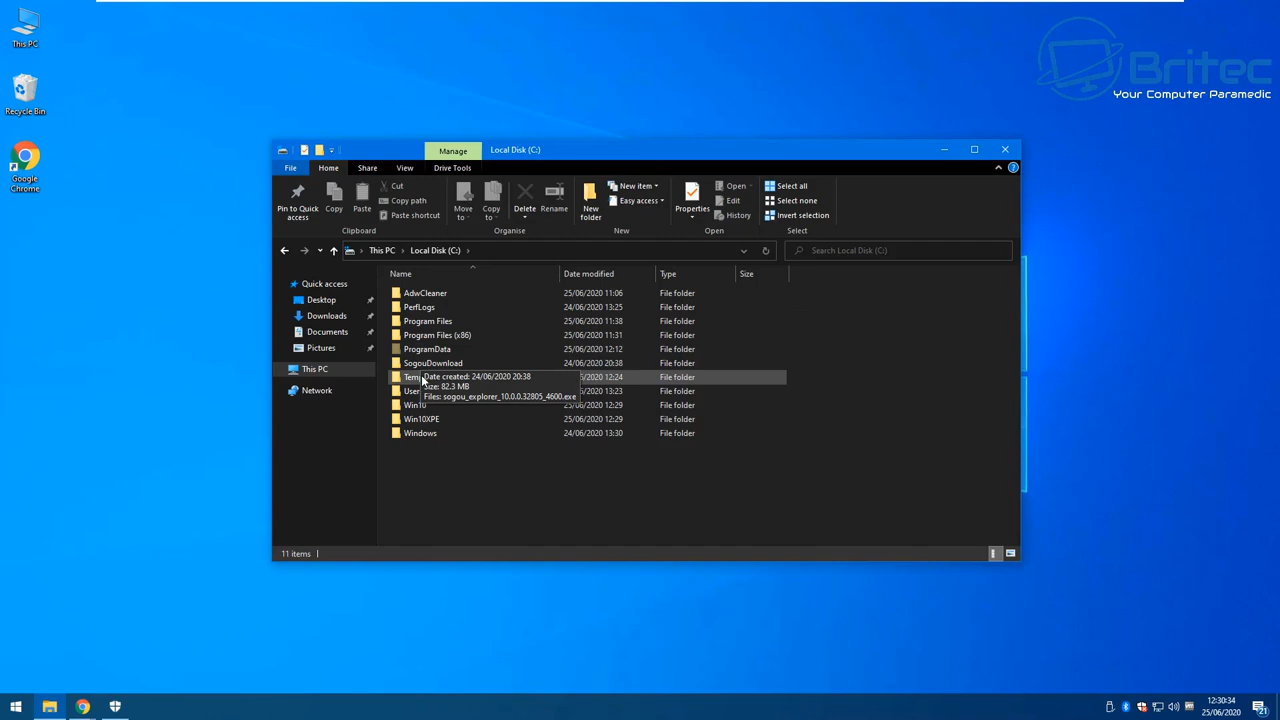 This PC
Recycle Bin
Google
Chrome
Britec
Your Computer Paramedic
Manage
Local Disk (C:)
File
Home
Share
View
Drive Tools
Pin to Quick
access
Copy
Paste
Cut
Copy path
Paste shortcut
Move
to
Copy
to
Delete
Rename
New
folder
New item
Easy access
Properties
Open
Edit
History
Select all
Select none
Invert selection
Clipboard
Organise
New
Open
Select
This PC
Local Disk (C:)
Search Local Disk (C:)
Name
Date modified
Type
Size
Quick access
Desktop
Downloads
Documents
Pictures
This PC
Network
AdwCleaner 25/06/2020 11:06 File folder
PerfLogs 24/06/2020 13:25 File folder
Program Files 25/06/2020 11:38 File folder
Program Files (x86) 25/06/2020 11:31 File folder
ProgramData 25/06/2020 12:12 File folder
SogouDownload 24/06/2020 20:38 File folder
/06/2020 12:24 File folder
Date created: 24/06/2020 20:38
Size: 82.3 MB
Files: sogou_explorer_10.0.0.32805_4600.exe
/06/2020 13:23 File folder
Win10 25/06/2020 12:29 File folder
Win10XPE 25/06/2020 12:29 File folder
Windows 24/06/2020 13:30 File folder
11 items
12:30:34
25/06/2020
21